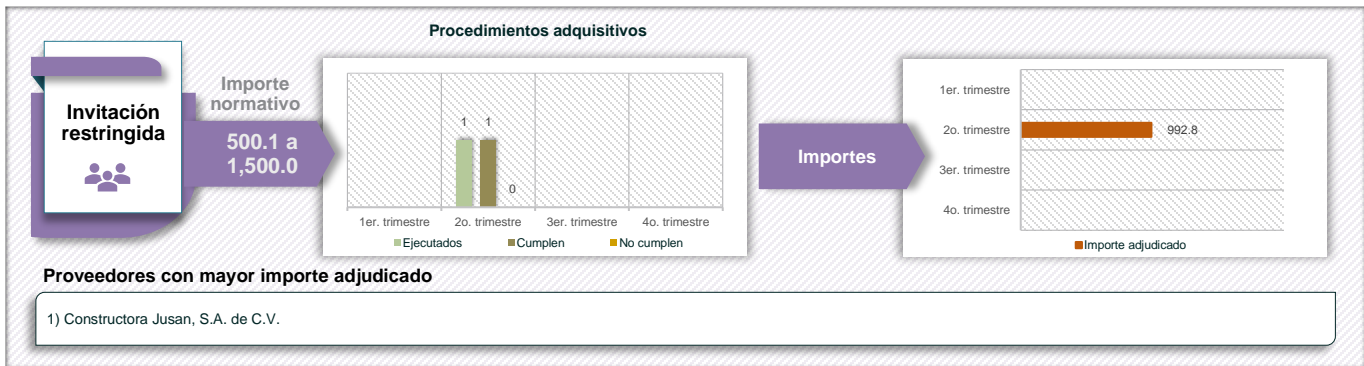 Procedimientos adquisitivos
Invitación
restringida
Importe
normativo
500.1 a
1,500.0
1
1
0
1er. trimestre
2o. trimestre
3er. trimestre
4o. trimestre
Ejecutados
Cumplen
No cumplen
Importes
1er. trimestre
2o. trimestre
992.8
3er. trimestre
4o. trimestre
Importe adjudicado
Proveedores con mayor importe adjudicado
1) Constructora Jusan, S.A. de C.V.